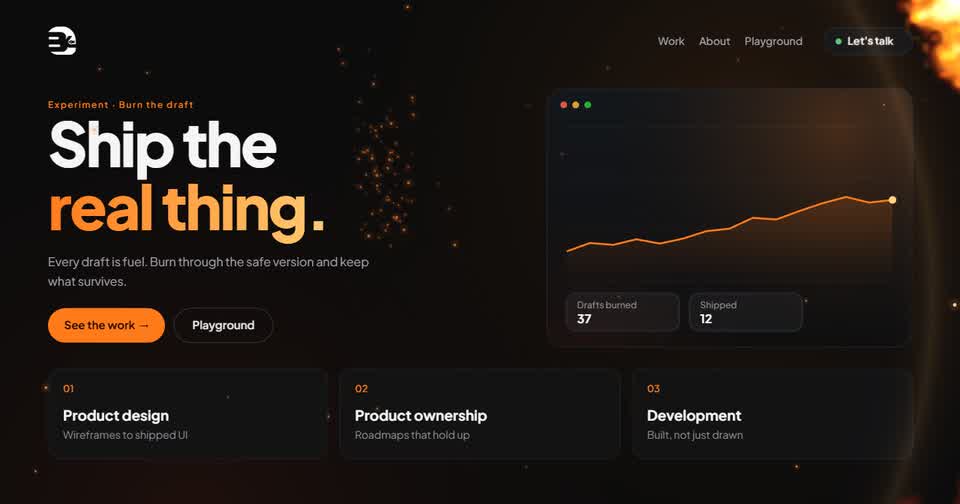 Work
About
Playground
Let's talk
Experiment · Burn the draft
Ship the
real thing.
Every draft is fuel. Burn through the safe version and keep
what survives.
See the work →
Playground
Drafts burned
37
Shipped
12
01
Product design
Wireframes to shipped UI
02
Product ownership
Roadmaps that hold up
03
Development
Built, not just drawn